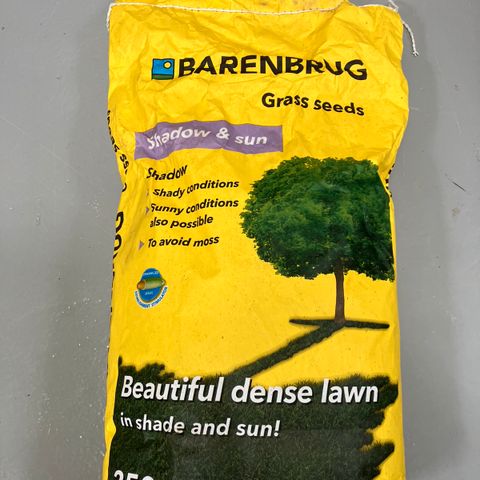 BARENBRUG
Grass seeds
Shadow & sun
Shadow
Shady conditions
Sunny conditions
also possible
To avoid moss
Beautiful dense lawn
in shade and sun!